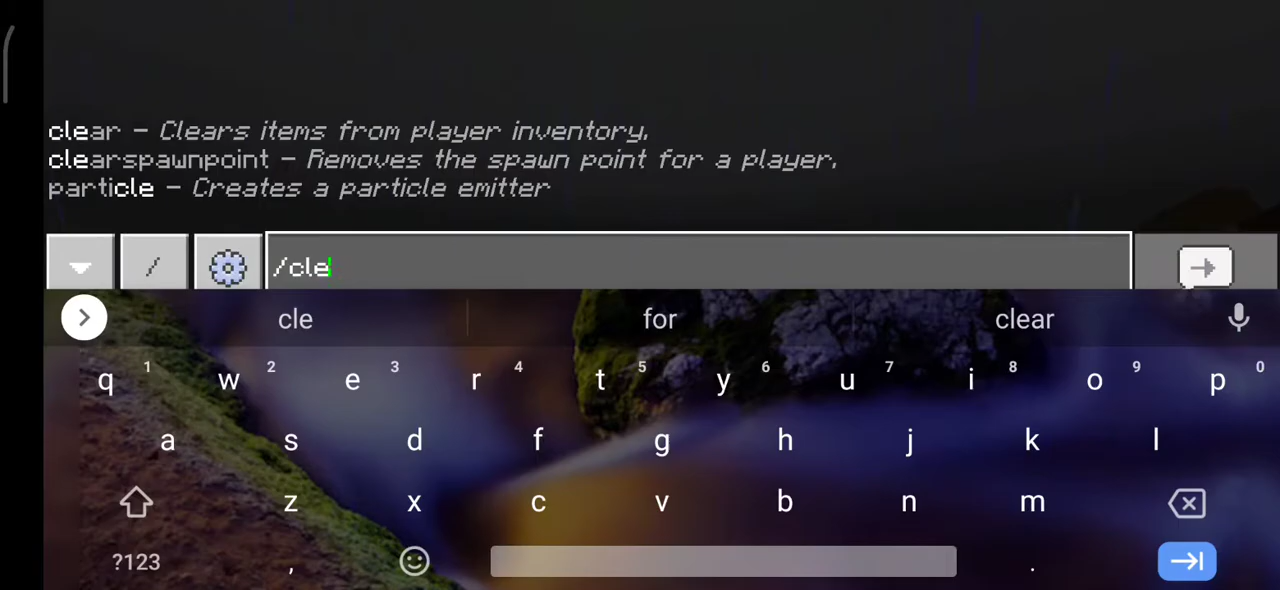 clear - Clears items from player inventory.
clearspawnpoint - Removes the spawn point for a player.
particle - Creates a particle emitter
/
/cle
cle for clear
1 2 3 4 5 6 7 8 9 0
q w e r t y u i o p
a s d f g h j k l
z x c v b n m
?123 , .